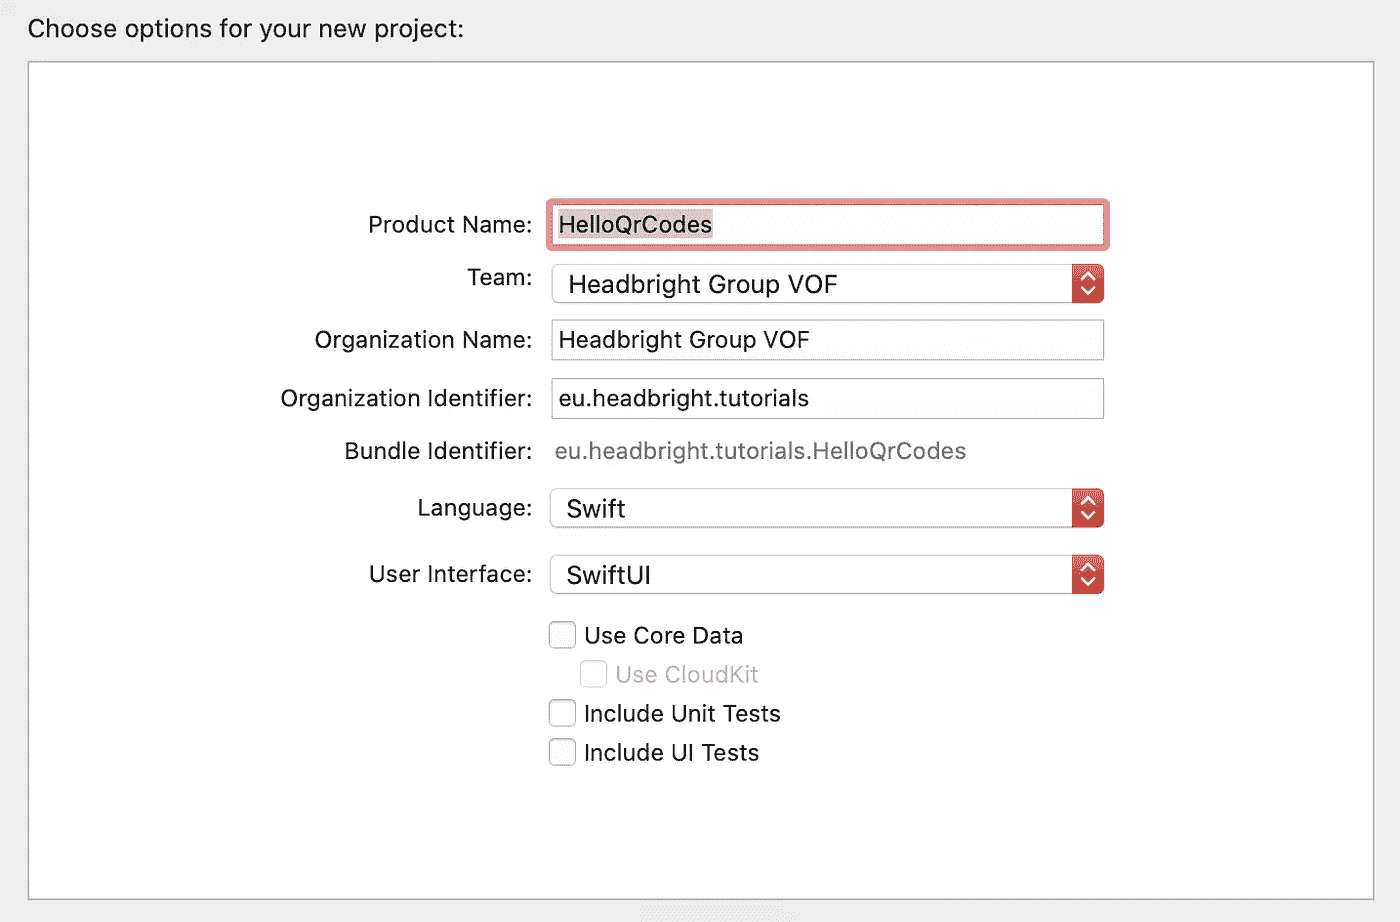 Choose options for your new project:
Product Name: HelloQrCodes
Team: Headbright Group VOF
Organization Name: Headbright Group VOF
Organization Identifier: eu.headbright.tutorials
Bundle Identifier: eu.headbright.tutorials.HelloQrCodes
Language: Swift
User Interface: SwiftUI
Use Core Data
Use CloudKit
Include Unit Tests
Include UI Tests